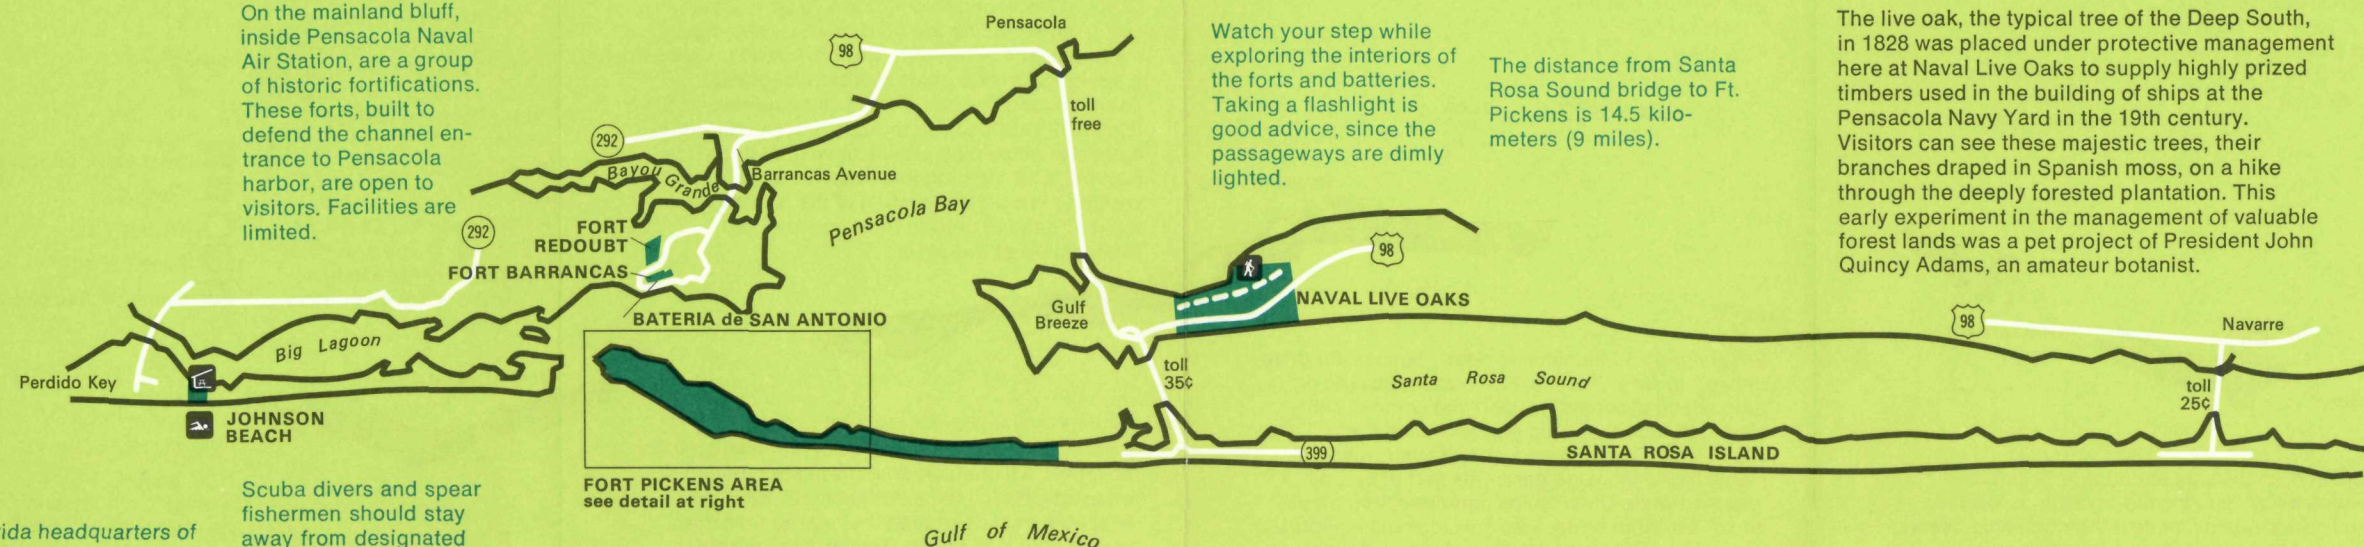 On the mainland bluff,
inside Pensacola Naval
Air Station, are a group
of historic fortifications.
These forts, built to
defend the channel en-
trance to Pensacola
harbor, are open to
visitors. Facilities are
limited.
98
Pensacola
toll
free
292
Bayou Grande
Barrancas Avenue
Pensacola Bay
292
FORT
REDOUBT
FORT BARRANCAS
BATERIA de SAN ANTONIO
Big Lagoon
Perdido Key
JOHNSON
BEACH
FORT PICKENS AREA
see detail at right
Scuba divers and spear
fishermen should stay
away from designated
ida headquarters of
Gulf of Mexico
Watch your step while
exploring the interiors of
the forts and batteries.
Taking a flashlight is
good advice, since the
passageways are dimly
lighted.
The distance from Santa
Rosa Sound bridge to Ft.
Pickens is 14.5 kilo-
meters (9 miles).
98
Gulf
Breeze
NAVAL LIVE OAKS
toll
35¢
Santa Rosa Sound
399
SANTA ROSA ISLAND
The live oak, the typical tree of the Deep South,
in 1828 was placed under protective management
here at Naval Live Oaks to supply highly prized
timbers used in the building of ships at the
Pensacola Navy Yard in the 19th century.
Visitors can see these majestic trees, their
branches draped in Spanish moss, on a hike
through the deeply forested plantation. This
early experiment in the management of valuable
forest lands was a pet project of President John
Quincy Adams, an amateur botanist.
98
Navarre
toll
25¢